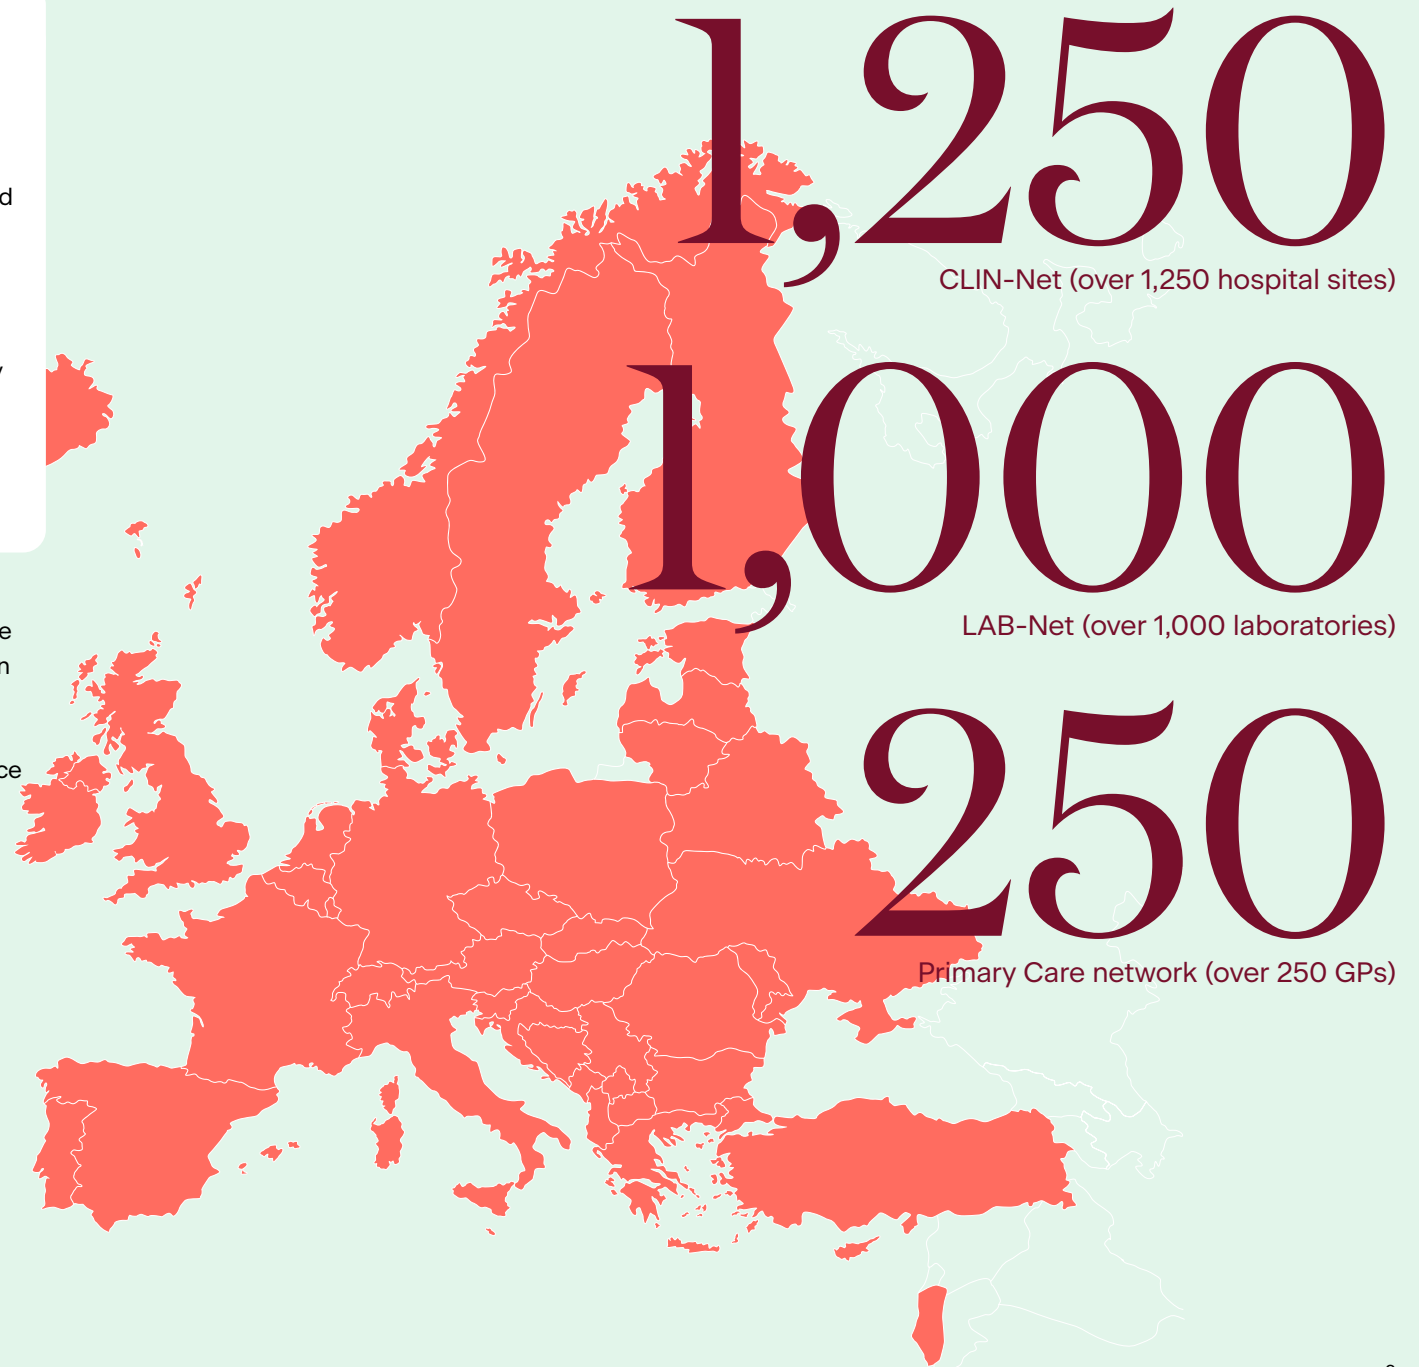 1,250
d
CLIN-Net (over 1,250 hospital sites)
1,000
LAB-Net (over 1,000 laboratories)
e
n
250
ce
Primary Care network (over 250 GPs)